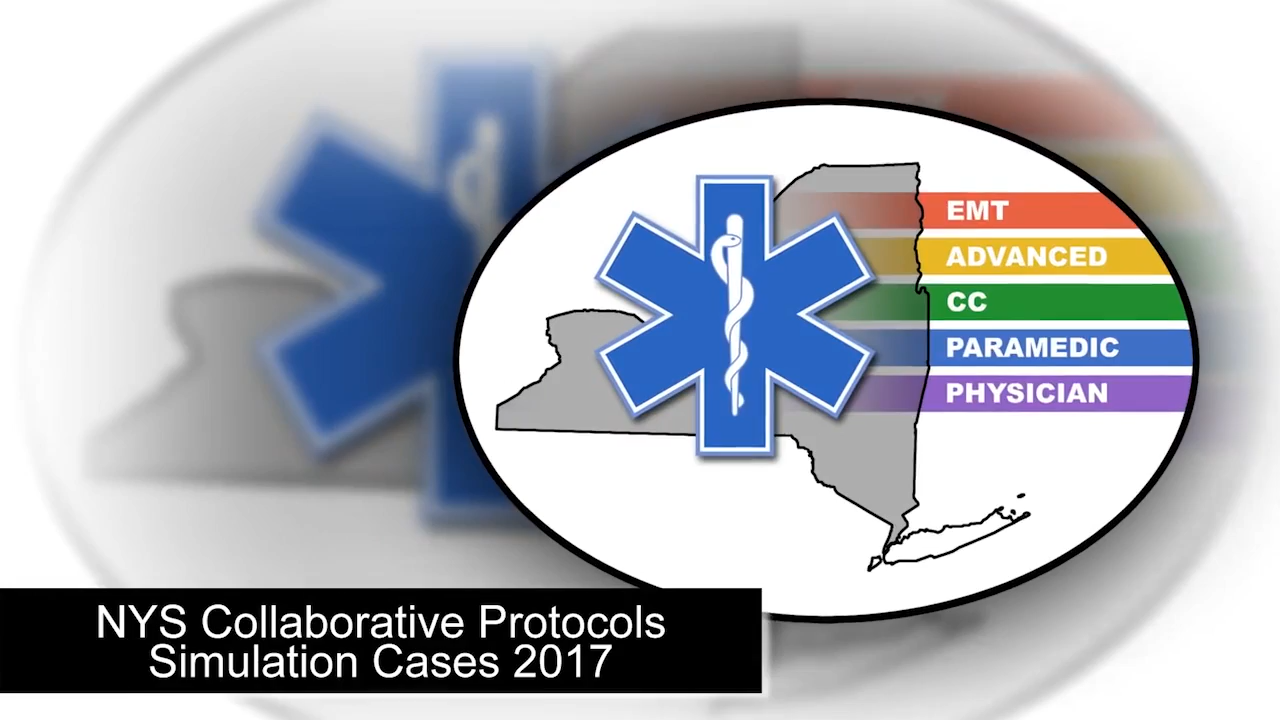 EMT
ADVANCED
CC
PARAMEDIC
PHYSICIAN
NYS Collaborative Protocols
Simulation Cases 2017